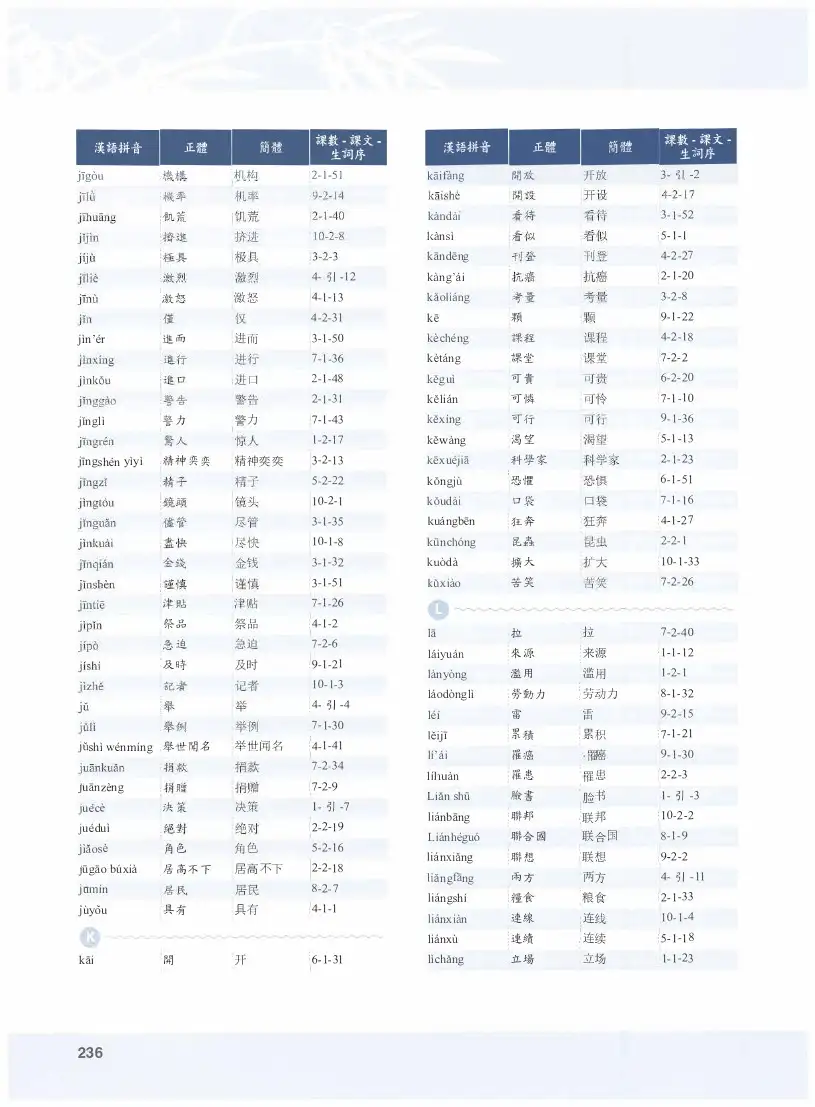 漢語拼音 正體 簡體 課數-課文-生詞序
jīgòu 機構 机构 2-1-51
jīlǜ 機率 机率 9-2-14
jīhuāng 飢荒 饥荒 2-1-40
jǐjìn 擠進 挤进 10-2-8
jíjù 極具 极具 3-2-3
jīliè 激烈 激烈 4- 引 -12
jīnù 激怒 激怒 4-1-13
jǐn 僅 仅 4-2-31
jìn'ér 進而 进而 3-1-50
jìnxíng 進行 进行 7-1-36
jìnkǒu 進口 进口 2-1-48
jǐnggào 警告 警告 2-1-31
jǐnglì 警力 警力 7-1-43
jīngrén 驚人 惊人 1-2-17
jīngshén yìyì 精神奕奕 精神奕奕 3-2-13
jīngzǐ 精子 精子 5-2-22
jìngtóu 鏡頭 镜头 10-2-1
jǐnguǎn 儘管 尽管 3-1-35
jìnkuài 盡快 尽快 10-1-8
jīnqián 金錢 金钱 3-1-32
jǐnshèn 謹慎 谨慎 3-1-51
jīntiē 津貼 津贴 7-1-26
jìpǐn 祭品 祭品 4-1-2
jípò 急迫 急迫 7-2-6
jíshí 及時 及时 9-1-21
jìzhě 記者 记者 10-1-3
jǔ 舉 举 4- 引 -4
jǔlì 舉例 举例 7-1-30
jǔshì wénmíng 舉世聞名 举世闻名 4-1-41
juānkuǎn 捐款 捐款 7-2-34
juānzèng 捐贈 捐赠 7-2-9
juécè 決策 决策 1- 引 -7
juéduì 絕對 绝对 2-2-19
jiǎosè 角色 角色 5-2-16
jūgāo búxià 居高不下 居高不下 2-2-18
jūmín 居民 居民 8-2-7
jùyǒu 具有 具有 4-1-1
K
kāi 開 开 6-1-31
漢語拼音 正體 簡體 課數-課文-生詞序
kāifàng 開放 开放 3- 引 -2
kāishè 開設 开设 4-2-17
kàndài 看待 看待 3-1-52
kànsì 看似 看似 5-1-1
kāndēng 刊登 刊登 4-2-27
kàng'ái 抗癌 抗癌 2-1-20
kǎoliáng 考量 考量 3-2-8
kē 顆 颗 9-1-22
kèchéng 課程 课程 4-2-18
kètáng 課堂 课堂 7-2-2
kěguì 可貴 可贵 6-2-20
kělián 可憐 可怜 7-1-10
kěxíng 可行 可行 9-1-36
kěwàng 渴望 渴望 5-1-13
kēxuéjiā 科學家 科学家 2-1-23
kǒngjù 恐懼 恐惧 6-1-51
kǒudài 口袋 口袋 7-1-16
kuángbēn 狂奔 狂奔 4-1-27
kūnchóng 昆蟲 昆虫 2-2-1
kuòdà 擴大 扩大 10-1-33
kǔxiào 苦笑 苦笑 7-2-26
L
lā 拉 拉 7-2-40
láiyuán 來源 来源 1-1-12
lànyòng 濫用 滥用 1-2-1
láodònglì 勞動力 劳动力 8-1-32
léi 雷 雷 9-2-15
lěijī 累積 累积 7-1-21
lí'ái 罹癌 罹癌 9-1-30
líhuàn 罹患 罹患 2-2-3
Liǎn shū 臉書 脸书 1- 引 -3
liánbāng 聯邦 联邦 10-2-2
Liánhéguó 聯合國 联合国 8-1-9
liánxiǎng 聯想 联想 9-2-2
liǎngfāng 兩方 两方 4- 引 -11
liángshí 糧食 粮食 2-1-33
liánxiàn 連線 连线 10-1-4
liánxù 連續 连续 5-1-18
lìchǎng 立場 立场 1-1-23
236